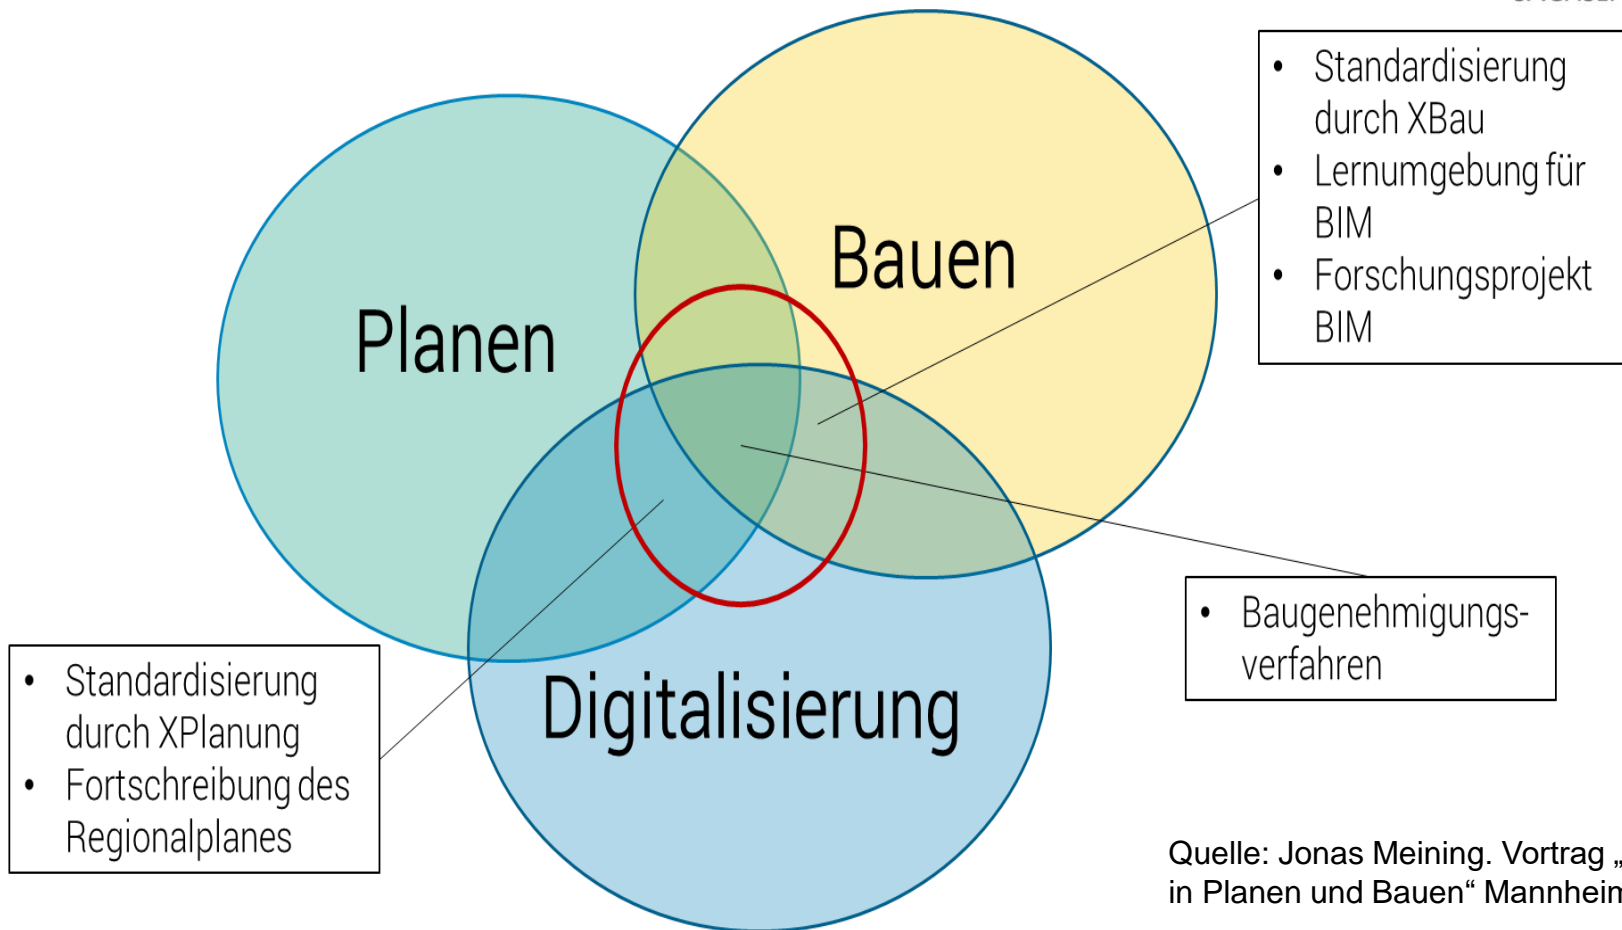 Bauen
Planen
Digitalisierung
• Standardisierung
durch XBau
• Lernumgebung für
BIM
• Forschungsprojekt
BIM
• Baugenehmigungs-
verfahren
• Standardisierung
durch XPlanung
• Fortschreibung des
Regionalplanes
Quelle: Jonas Meining. Vortrag „
in Planen und Bauen“ Mannheim